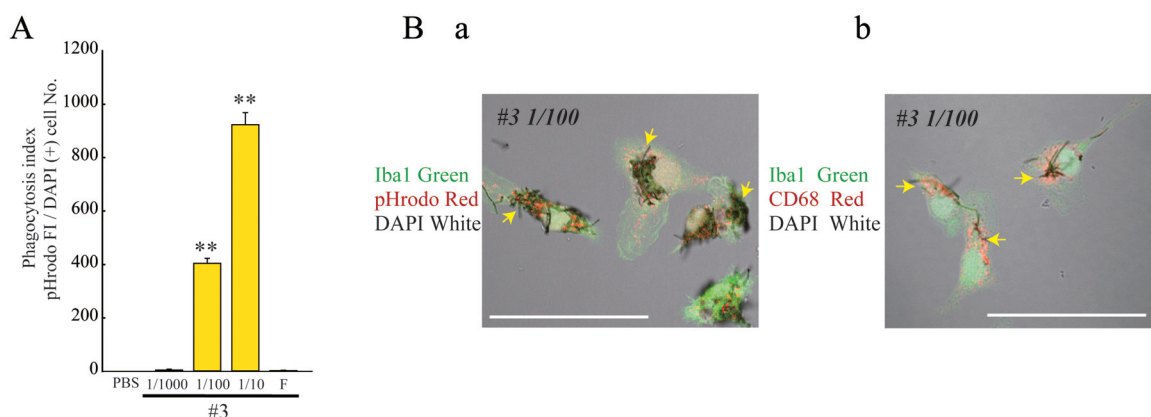 A
Phagocytosis index
pHrodo FI / DAPI (+) cell No.
1200
1000
800
600
400
200
0
**
**
PBS
1/1000
1/100
1/10
F
#3
B
a
#3 1/100
Iba1 Green
pHrodo Red
DAPI White
b
#3 1/100
Iba1 Green
CD68 Red
DAPI White